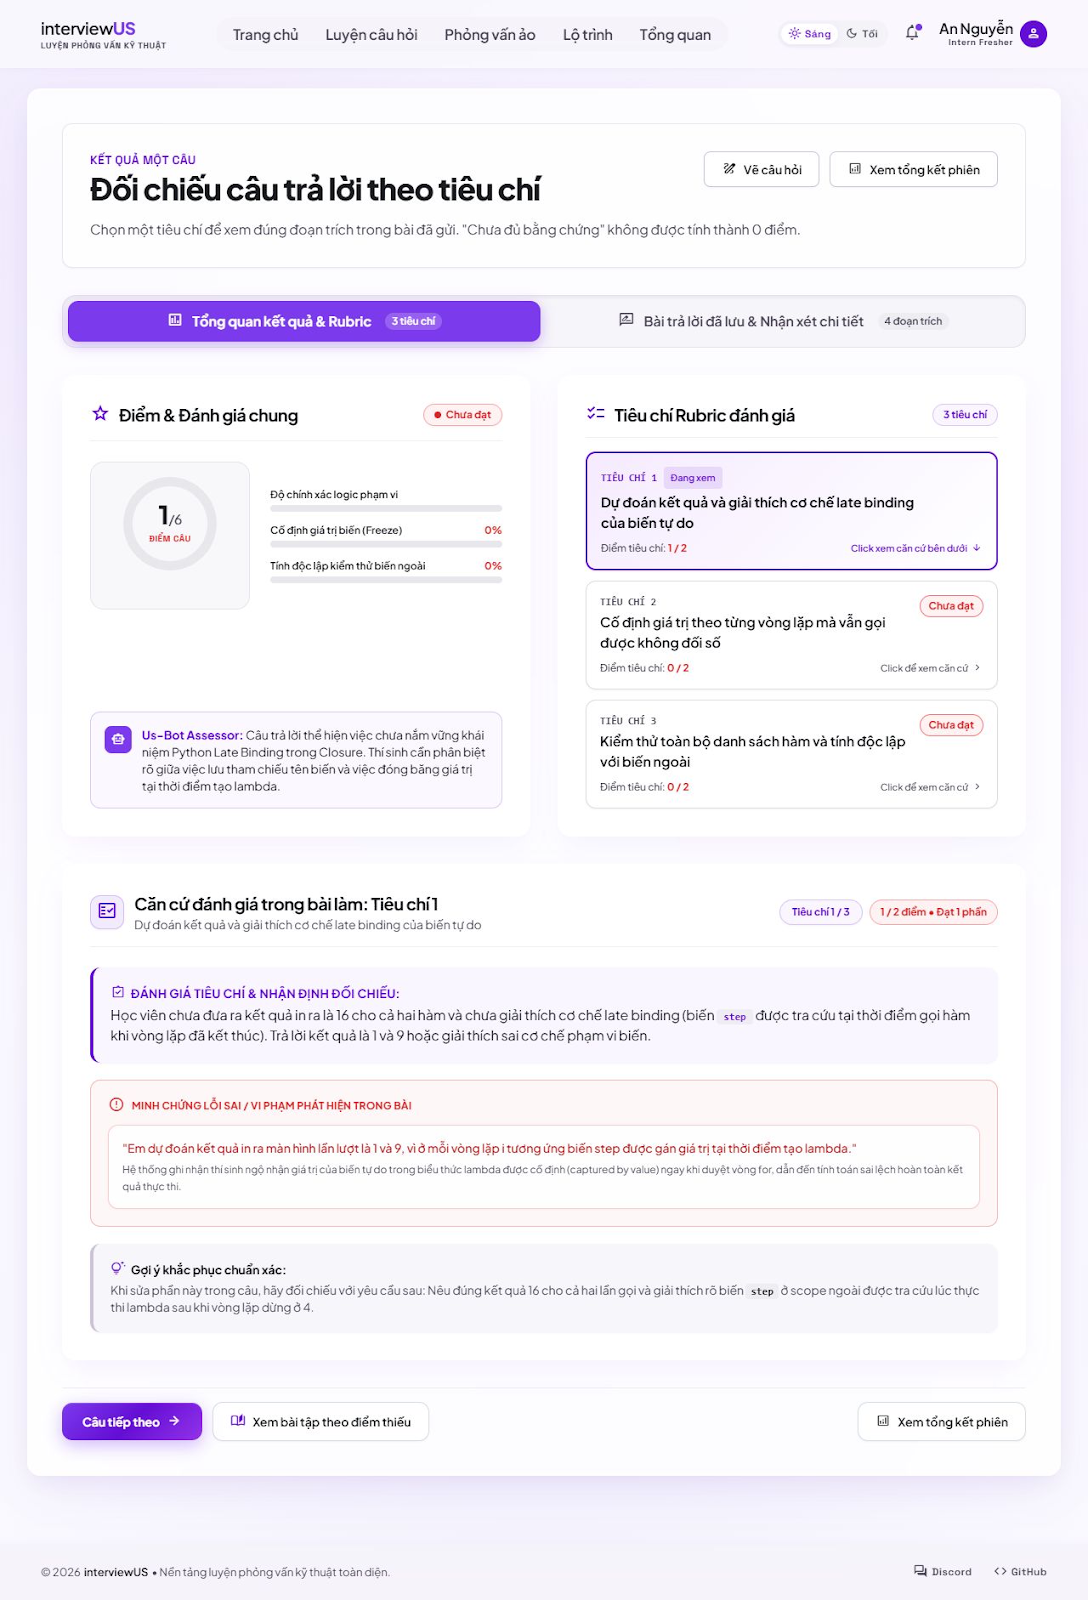 interviewUS
LUYỆN PHỎNG VẤN KỸ THUẬT
Trang chủ
Luyện câu hỏi
Phỏng vấn ảo
Lộ trình
Tổng quan
Sáng
Tối
An Nguyễn
Intern Fresher
KẾT QUẢ MỘT CÂU
Đối chiếu câu trả lời theo tiêu chí
Chọn một tiêu chí để xem đúng đoạn trích trong bài đã gửi. "Chưa đủ bằng chứng" không được tính thành 0 điểm.
Về câu hỏi
Xem tổng kết phiên
Tổng quan kết quả & Rubric
3 tiêu chí
Bài trả lời đã lưu & Nhận xét chi tiết
4 đoạn trích
Điểm & Đánh giá chung
Chưa đạt
1/6
ĐIỂM CÂU
Độ chính xác logic phạm vi
Cố định giá trị biến (Freeze)
0%
Tính độc lập kiểm thử biến ngoài
0%
Us-Bot Assessor: Câu trả lời thể hiện việc chưa nắm vững khái
niệm Python Late Binding trong Closure. Thí sinh cần phân biệt
rõ giữa việc lưu tham chiếu tên biến và việc đóng băng giá trị
tại thời điểm tạo lambda.
Tiêu chí Rubric đánh giá
3 tiêu chí
TIÊU CHÍ 1
Đang xem
Dự đoán kết quả và giải thích cơ chế late binding
của biến tự do
Điểm tiêu chí: 1 / 2
Click xem căn cứ bên dưới
TIÊU CHÍ 2
Chưa đạt
Cố định giá trị theo từng vòng lặp mà vẫn gọi
được không đối số
Điểm tiêu chí: 0 / 2
Click để xem căn cứ
TIÊU CHÍ 3
Chưa đạt
Kiểm thử toàn bộ danh sách hàm và tính độc lập
với biến ngoài
Điểm tiêu chí: 0 / 2
Click để xem căn cứ
Căn cứ đánh giá trong bài làm: Tiêu chí 1
Dự đoán kết quả và giải thích cơ chế late binding của biến tự do
Tiêu chí 1 / 3
1 / 2 điểm • Đạt 1 phần
ĐÁNH GIÁ TIÊU CHÍ & NHẬN ĐỊNH ĐỐI CHIẾU:
Học viên chưa đưa ra kết quả in ra là 16 cho cả hai hàm và chưa giải thích cơ chế late binding (biến step được tra cứu tại thời điểm gọi hàm
khi vòng lặp đã kết thúc). Trả lời kết quả là 1 và 9 hoặc giải thích sai cơ chế phạm vi biến.
MINH CHỨNG LỖI SAI / VI PHẠM PHÁT HIỆN TRONG BÀI
"Em dự đoán kết quả in ra màn hình lần lượt là 1 và 9, vì ở mỗi vòng lặp i tương ứng biến step được gán giá trị tại thời điểm tạo lambda."
Hệ thống ghi nhận thí sinh ngộ nhận giá trị của biến tự do trong biểu thức lambda được cố định (captured by value) ngay khi duyệt vòng for, dẫn đến tính toán sai lệch hoàn toàn kết
quả thực thi.
Gợi ý khắc phục chuẩn xác:
Khi sửa phần này trong câu, hãy đối chiếu với yêu cầu sau: Nêu đúng kết quả 16 cho cả hai lần gọi và giải thích rõ biến step ở scope ngoài được tra cứu lúc thực
thi lambda sau khi vòng lặp dừng ở 4.
Câu tiếp theo
Xem bài tập theo điểm thiếu
Xem tổng kết phiên
© 2026 interviewUS • Nền tảng luyện phỏng vấn kỹ thuật toàn diện.
Discord
GitHub